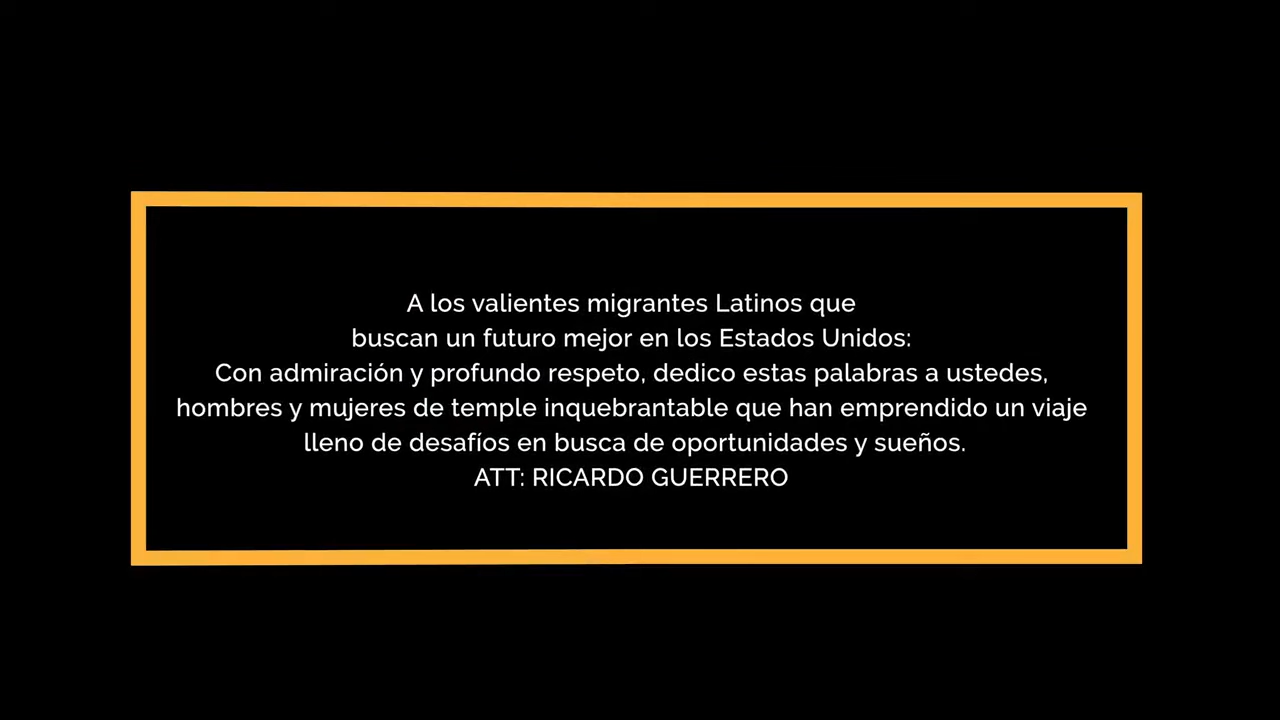 A los valientes migrantes Latinos que
buscan un futuro mejor en los Estados Unidos:
Con admiración y profundo respeto, dedico estas palabras a ustedes,
hombres y mujeres de temple inquebrantable que han emprendido un viaje
lleno de desafíos en busca de oportunidades y sueños.
ATT: RICARDO GUERRERO